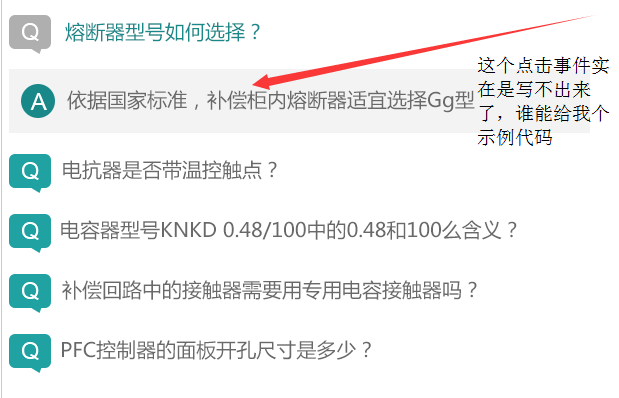 Q 熔断器型号如何选择？
A 依据国家标准，补偿柜内熔断器适宜选择Gg型
这个点击事件实
在是写不出来
了，谁能给我个
示例代码
Q 电抗器是否带温控触点？
Q 电容器型号KNKD 0.48/100中的0.48和100么含义？
Q 补偿回路中的接触器需要用专用电容接触器吗？
Q PFC控制器的面板开孔尺寸是多少？